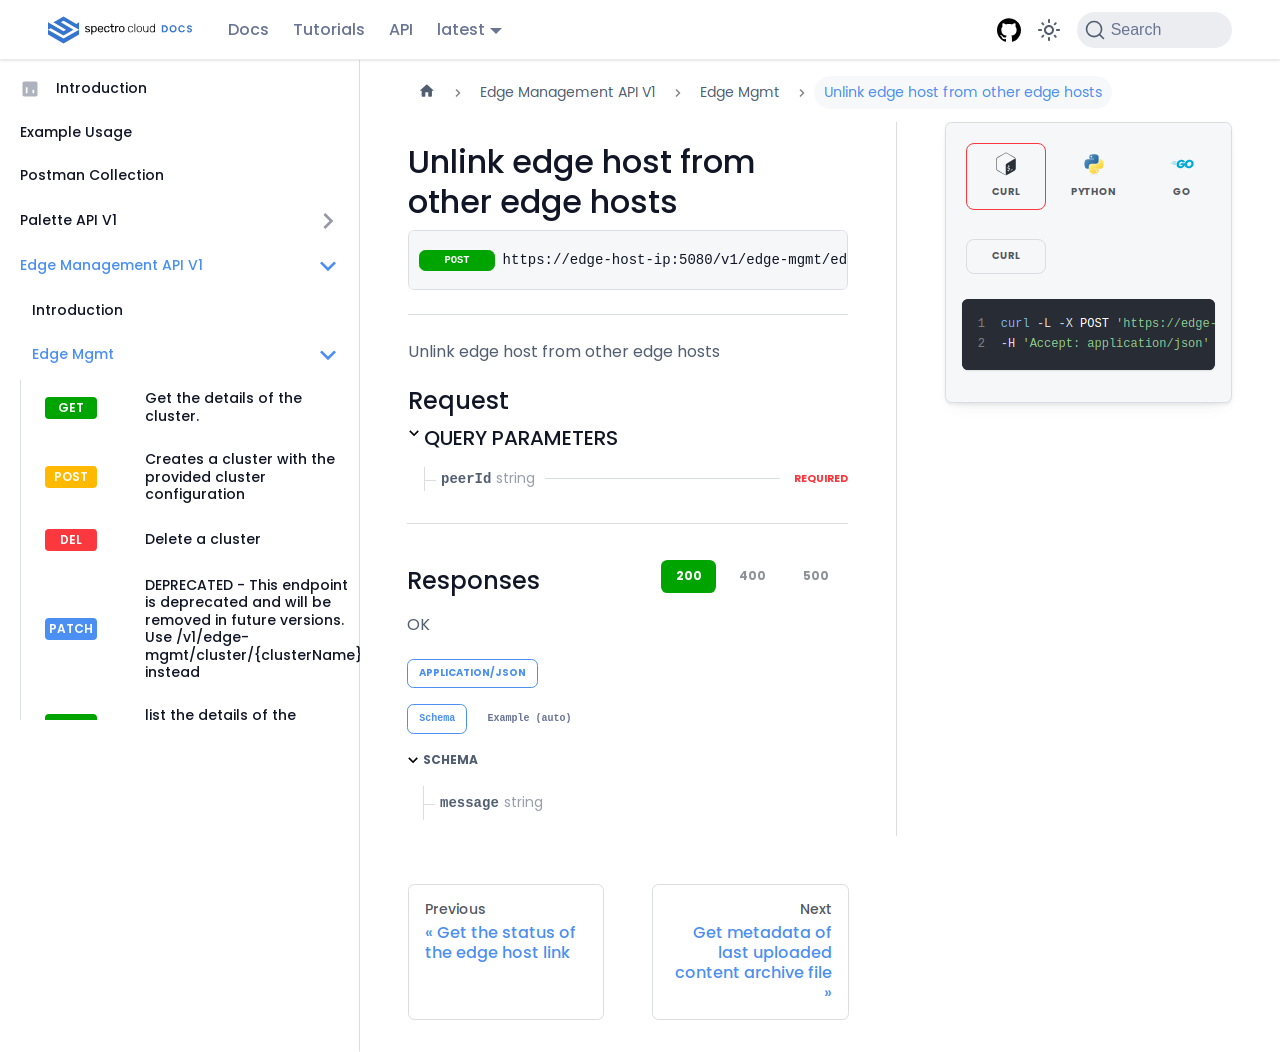 spectro cloud DOCS
Docs
Tutorials
API
latest
Search
Introduction
Example Usage
Postman Collection
Palette API V1
Edge Management API V1
Introduction
Edge Mgmt
GET
Get the details of the
cluster.
POST
Creates a cluster with the
provided cluster
configuration
DEL
Delete a cluster
PATCH
DEPRECATED - This endpoint
is deprecated and will be
removed in future versions.
Use /v1/edge-
mgmt/cluster/{clusterName}
instead
list the details of the
Edge Management API V1
Edge Mgmt
Unlink edge host from other edge hosts
Unlink edge host from
other edge hosts
POST https://edge-host-ip:5080/v1/edge-mgmt/ed
Unlink edge host from other edge hosts
Request
QUERY PARAMETERS
peerId string REQUIRED
Responses
200
400
500
OK
APPLICATION/JSON
Schema
Example (auto)
SCHEMA
message string
Previous
« Get the status of
the edge host link
Next
Get metadata of
last uploaded
content archive file
»
CURL
PYTHON
GO
CURL
1 curl -L -X POST 'https://edge-
2 -H 'Accept: application/json'